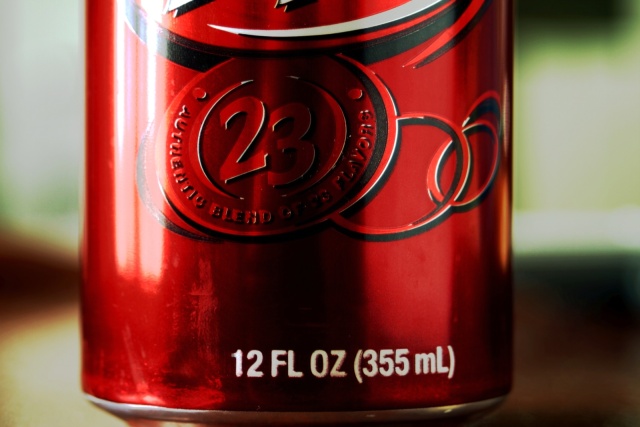 23
AUTHENTIC BLEND OF 23 FLAVORS
12 FL OZ (355 mL)